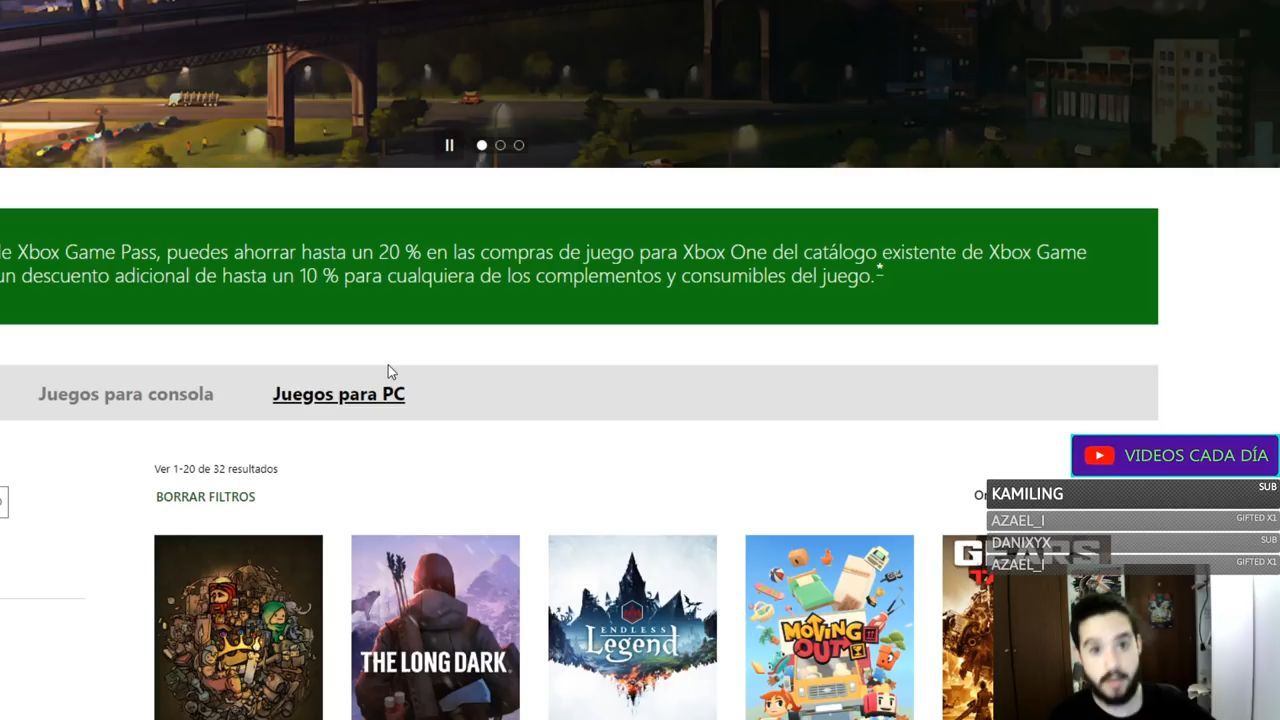 de Xbox Game Pass, puedes ahorrar hasta un 20 % en las compras de juego para Xbox One del catálogo existente de Xbox Game
un descuento adicional de hasta un 10 % para cualquiera de los complementos y consumibles del juego.*
Juegos para consola
Juegos para PC
Ver 1-20 de 32 resultados
BORRAR FILTROS
Or
VIDEOS CADA DÍA
KAMILING SUB
AZAEL_I GIFTED X1
DANIXYX SUB
AZAEL_I GIFTED X1
GEARS
THE LONG DARK
ENDLESS
Legend
MOVING
OUT